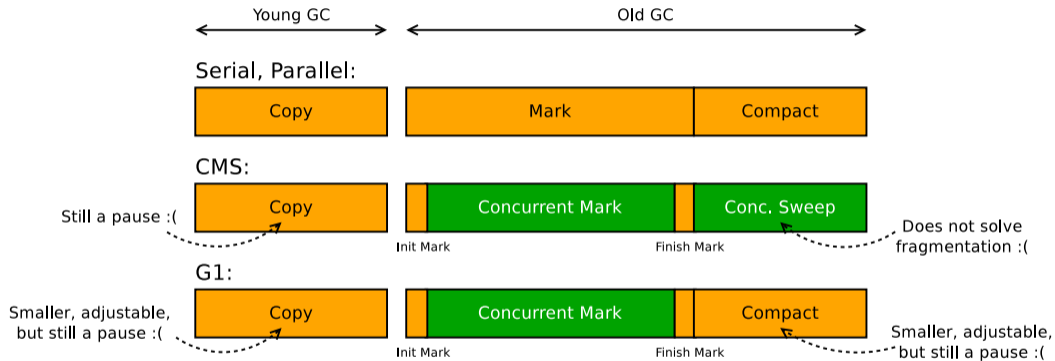 Young GC
Old GC
Serial, Parallel:
Copy
Mark
Compact
CMS:
Still a pause :(
Copy
Concurrent Mark
Conc. Sweep
Init Mark
Finish Mark
Does not solve
fragmentation :(
G1:
Smaller, adjustable,
but still a pause :(
Copy
Concurrent Mark
Compact
Init Mark
Finish Mark
Smaller, adjustable,
but still a pause :(